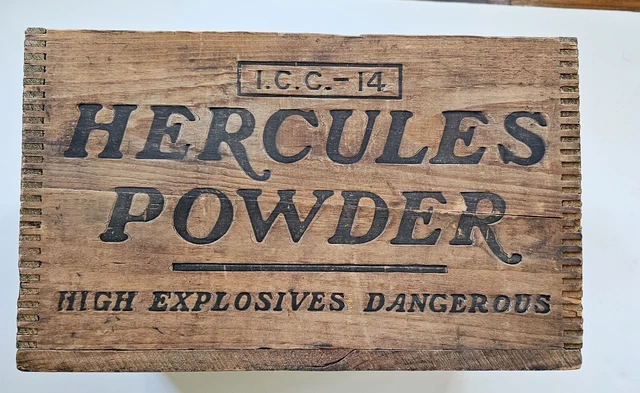 I.C.C.-14
HERCULES
POWDER
HIGH EXPLOSIVES DANGEROUS